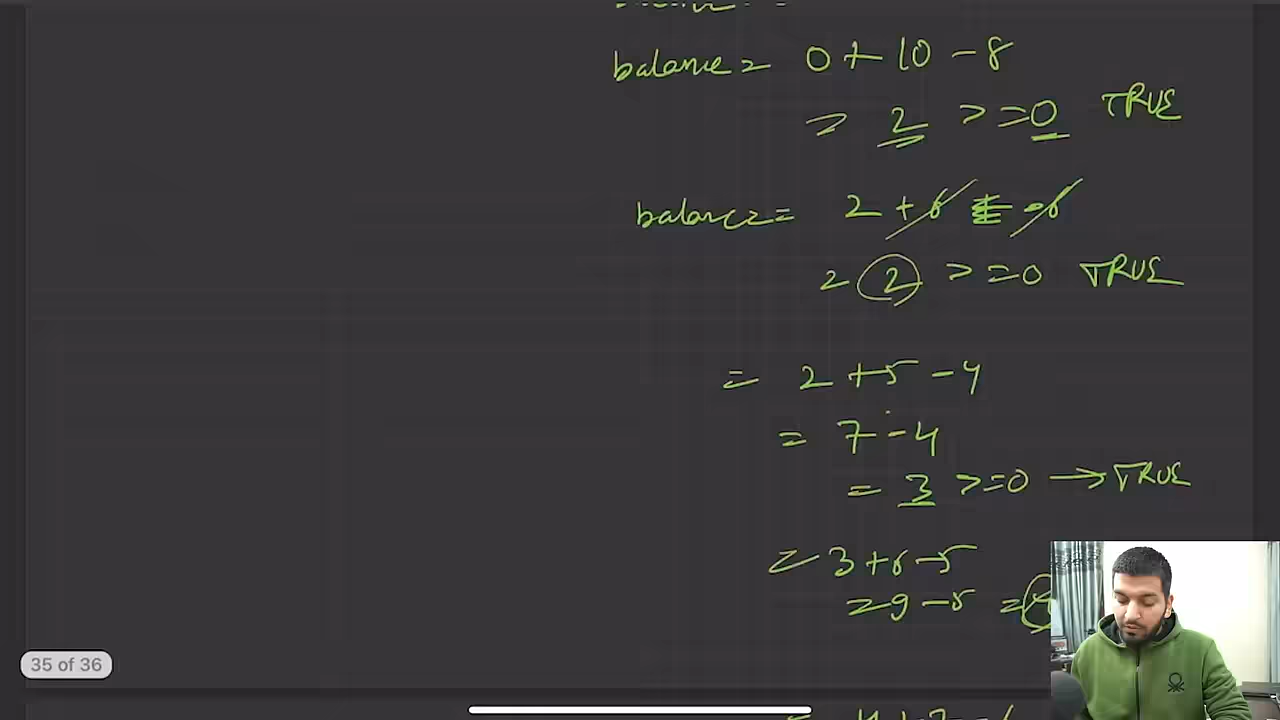 balance = 0 + 10 - 8
= 2 >= 0 TRUE
balance = 2 + 6 - 6
= 2 >= 0 TRUE
= 2 + 5 - 4
= 7 - 4
= 3 >= 0 → TRUE
= 3 + 6 - 5
= 9 - 5 =
35 of 36